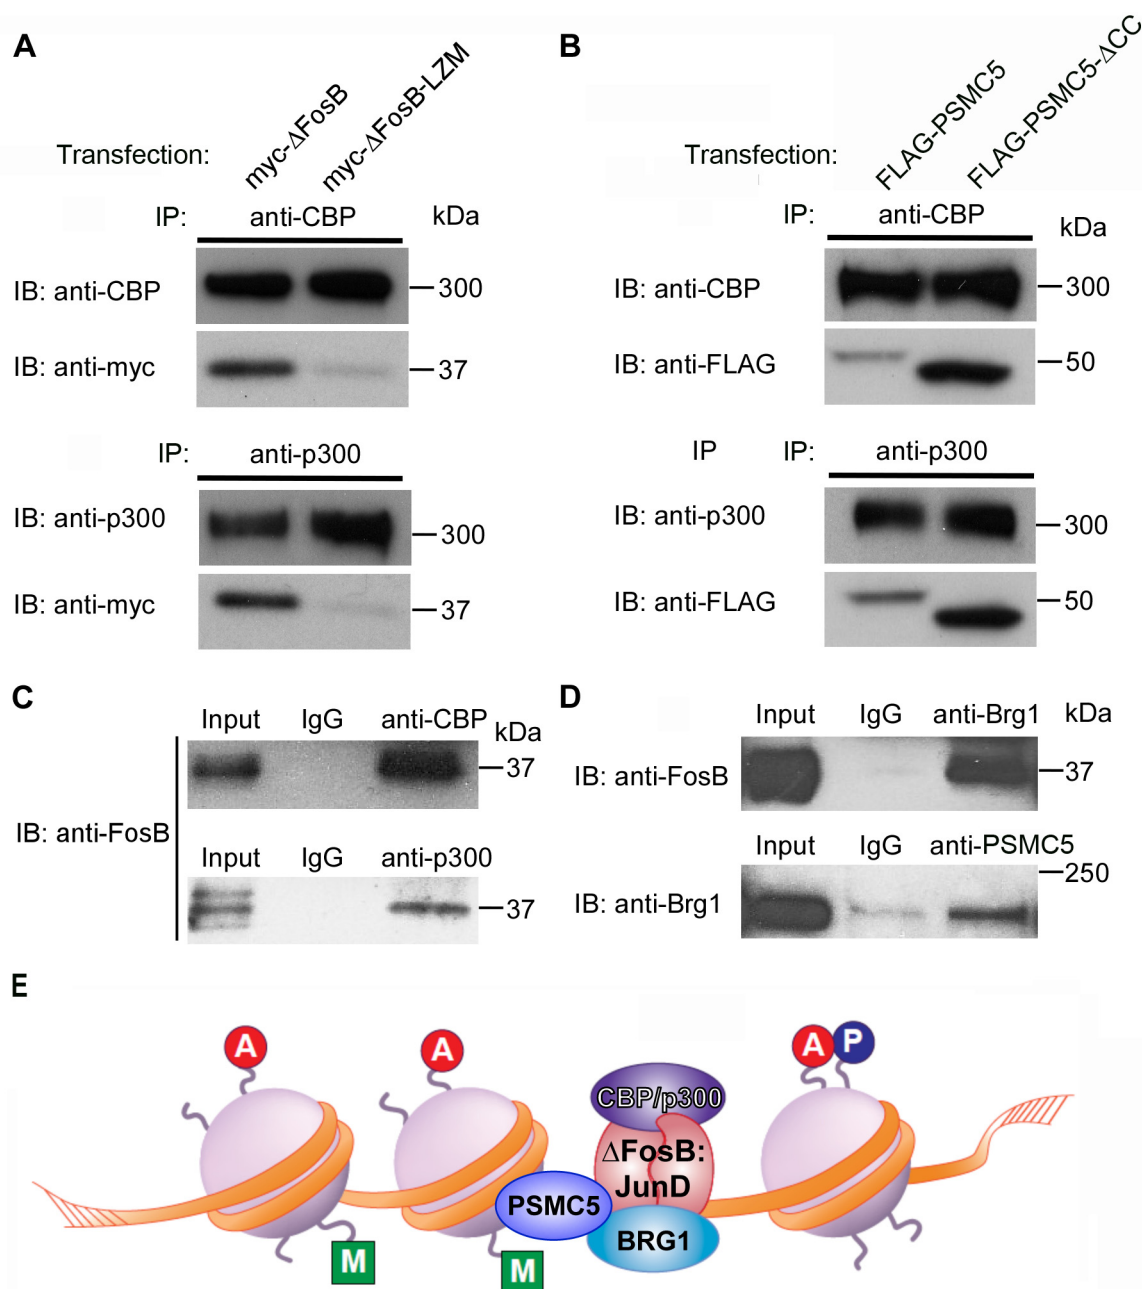 A
Transfection:
myc-ΔFosB
myc-ΔFosB-LZM
IP:
anti-CBP
kDa
IB: anti-CBP
300
IB: anti-myc
37
IP:
anti-p300
IB: anti-p300
300
IB: anti-myc
37
B
Transfection:
FLAG-PSMC5
FLAG-PSMC5-ΔCC
IP:
anti-CBP
kDa
IB: anti-CBP
300
IB: anti-FLAG
50
IP
IP:
anti-p300
IB: anti-p300
300
IB: anti-FLAG
50
C
Input IgG anti-CBP
kDa
37
IB: anti-FosB
Input IgG anti-p300
37
D
Input IgG anti-Brg1 kDa
IB: anti-FosB
37
Input IgG anti-PSMC5
250
IB: anti-Brg1
E
A
A
A
P
CBP/p300
ΔFosB:
JunD
PSMC5
BRG1
M
M